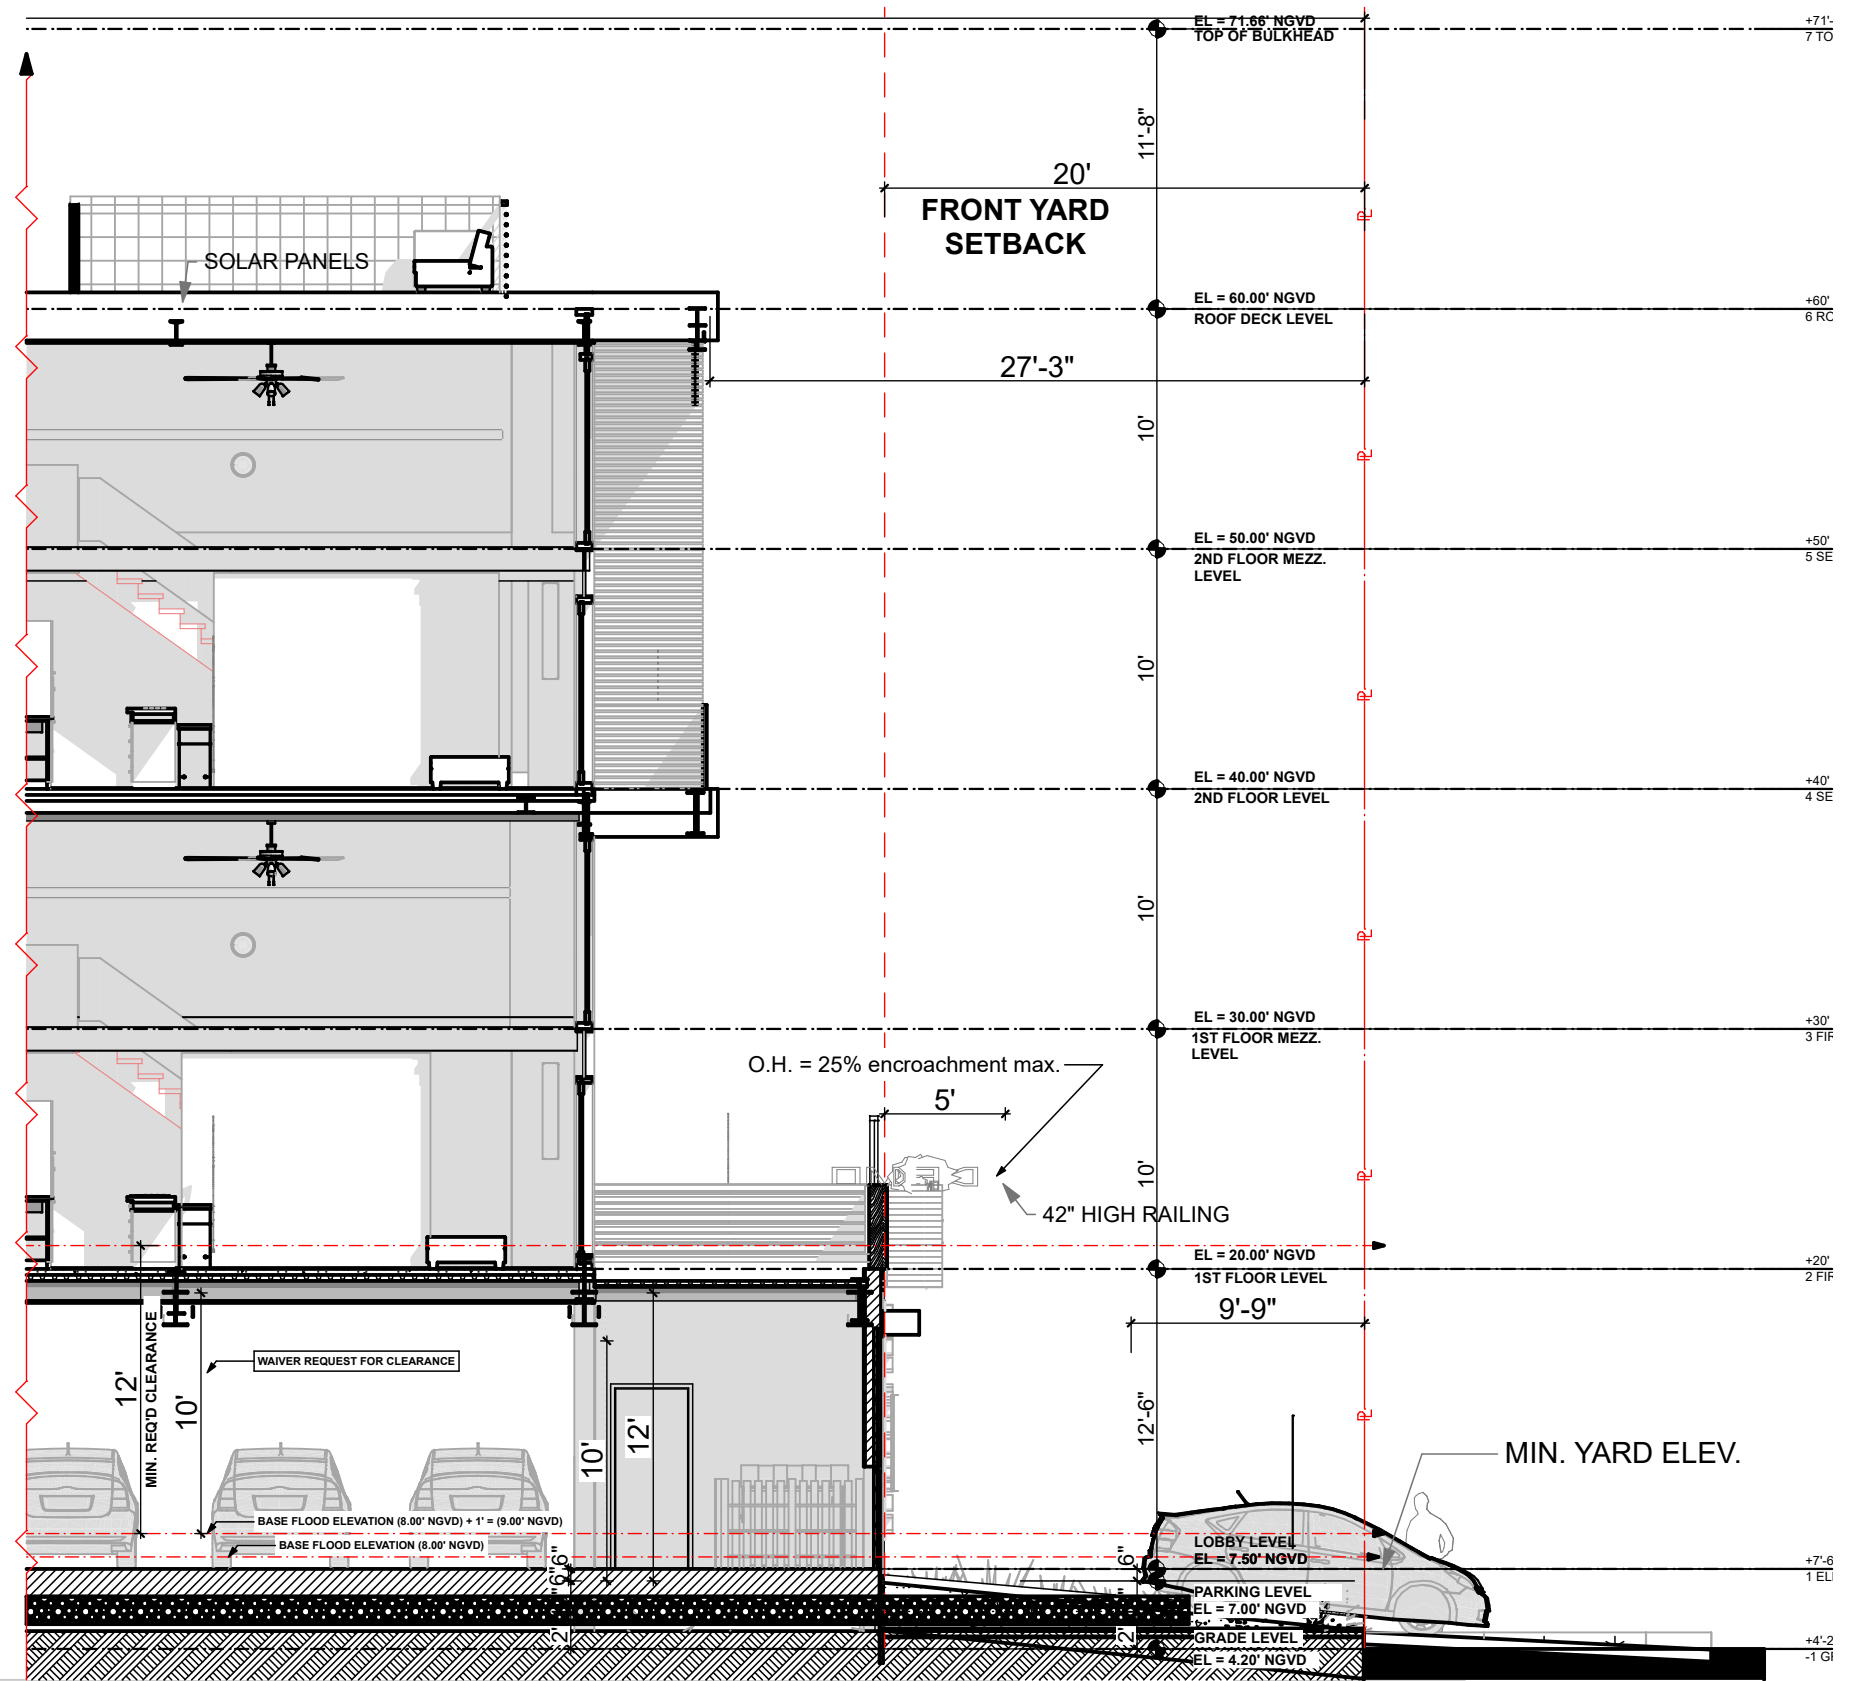 EL = 71.66' NGVD
TOP OF BULKHEAD
+71'-
7 TO
11'-8"
20'
FRONT YARD
SETBACK
SOLAR PANELS
EL = 60.00' NGVD
ROOF DECK LEVEL
+60'
6 RO
27'-3"
10'
EL = 50.00' NGVD
2ND FLOOR MEZZ.
LEVEL
+50'
5 SE
10'
EL = 40.00' NGVD
2ND FLOOR LEVEL
+40'
4 SE
10'
EL = 30.00' NGVD
1ST FLOOR MEZZ.
LEVEL
+30'
3 FIR
O.H. = 25% encroachment max.
5'
10'
42" HIGH RAILING
EL = 20.00' NGVD
1ST FLOOR LEVEL
+20'
2 FIR
9'-9"
MIN. REQ'D CLEARANCE
12'
10'
WAIVER REQUEST FOR CLEARANCE
10'
12'
12'-6"
MIN. YARD ELEV.
BASE FLOOD ELEVATION (8.00' NGVD) + 1' = (9.00' NGVD)
BASE FLOOD ELEVATION (8.00' NGVD)
LOBBY LEVEL
EL = 7.50' NGVD
+7'-6
1 EL
6"
6"
6"
PARKING LEVEL
EL = 7.00' NGVD
2'
2'
GRADE LEVEL
EL = 4.20' NGVD
+4'-2
-1 GR